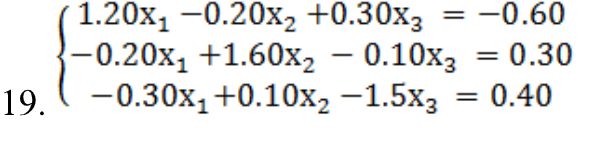 1.20x₁ −0.20x₂ +0.30x₃ = −0.60
−0.20x₁ +1.60x₂ − 0.10x₃ = 0.30
19. −0.30x₁+0.10x₂ −1.5x₃ = 0.40